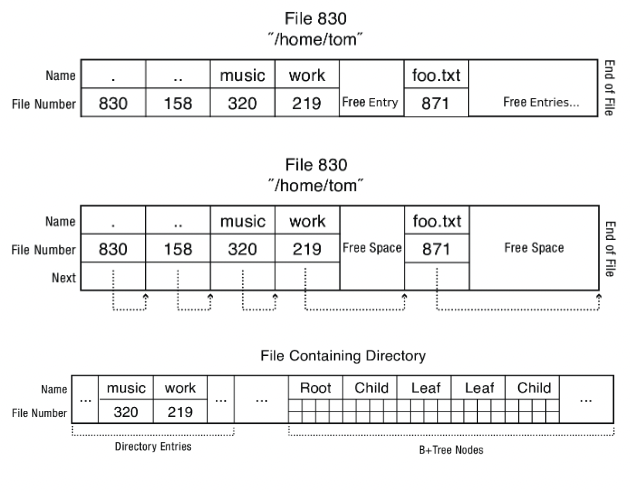 File 830
"/home/tom"
Name . .. music work foo.txt
File Number 830 158 320 219 Free Entry 871 Free Entries... End of File
File 830
"/home/tom"
Name . .. music work foo.txt
File Number 830 158 320 219 Free Space 871 Free Space End of File
Next
File Containing Directory
Name ... music work ... ... Root Child Leaf Leaf Child ...
File Number 320 219
Directory Entries
B+Tree Nodes